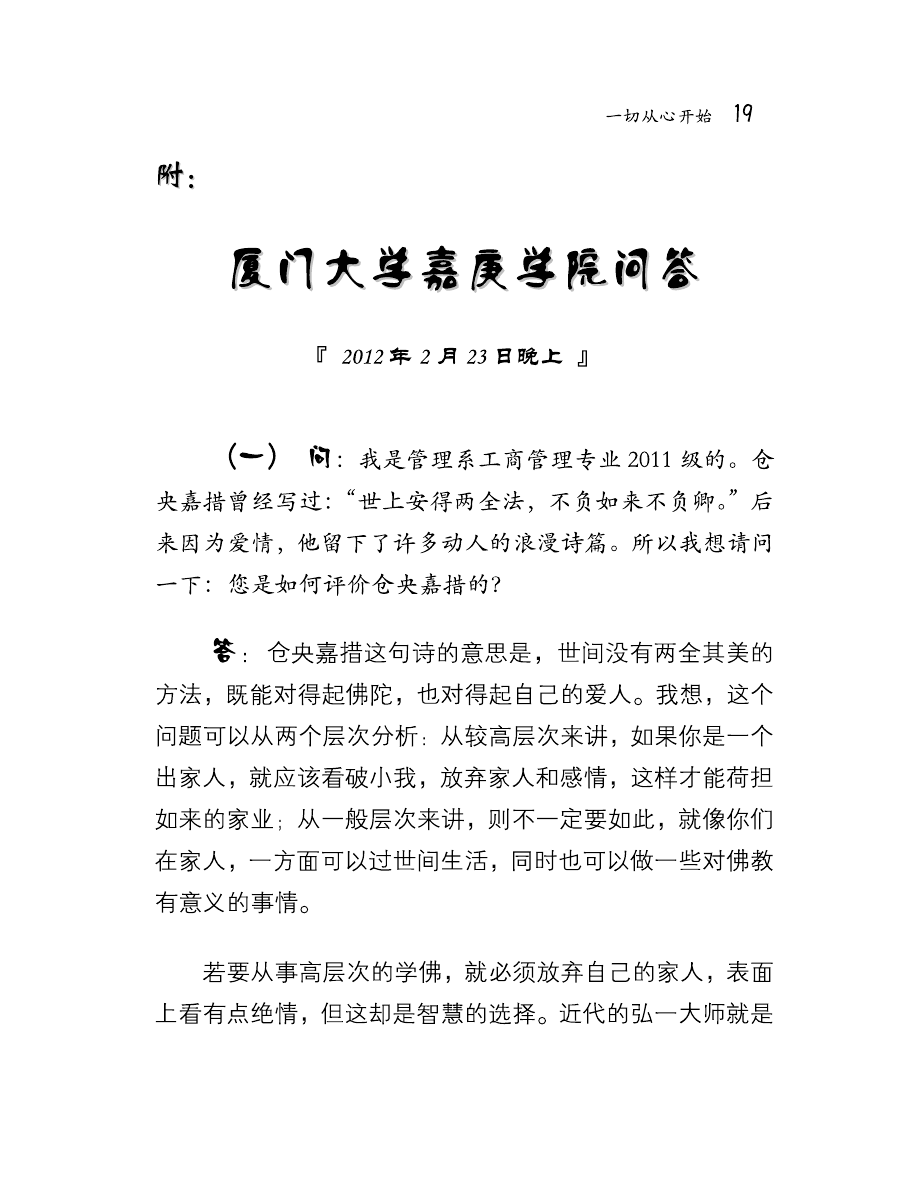 一切从心开始 19
附：
厦门大学嘉庚学院问答
『 2012年2月23日晚上 』
（一） 问：我是管理系工商管理专业 2011 级的。仓
央嘉措曾经写过：“世上安得两全法，不负如来不负卿。”后
来因为爱情，他留下了许多动人的浪漫诗篇。所以我想请问
一下：您是如何评价仓央嘉措的？
答：仓央嘉措这句诗的意思是，世间没有两全其美的
方法，既能对得起佛陀，也对得起自己的爱人。我想，这个
问题可以从两个层次分析：从较高层次来讲，如果你是一个
出家人，就应该看破小我，放弃家人和感情，这样才能荷担
如来的家业；从一般层次来讲，则不一定要如此，就像你们
在家人，一方面可以过世间生活，同时也可以做一些对佛教
有意义的事情。
若要从事高层次的学佛，就必须放弃自己的家人，表面
上看有点绝情，但这却是智慧的选择。近代的弘一大师就是